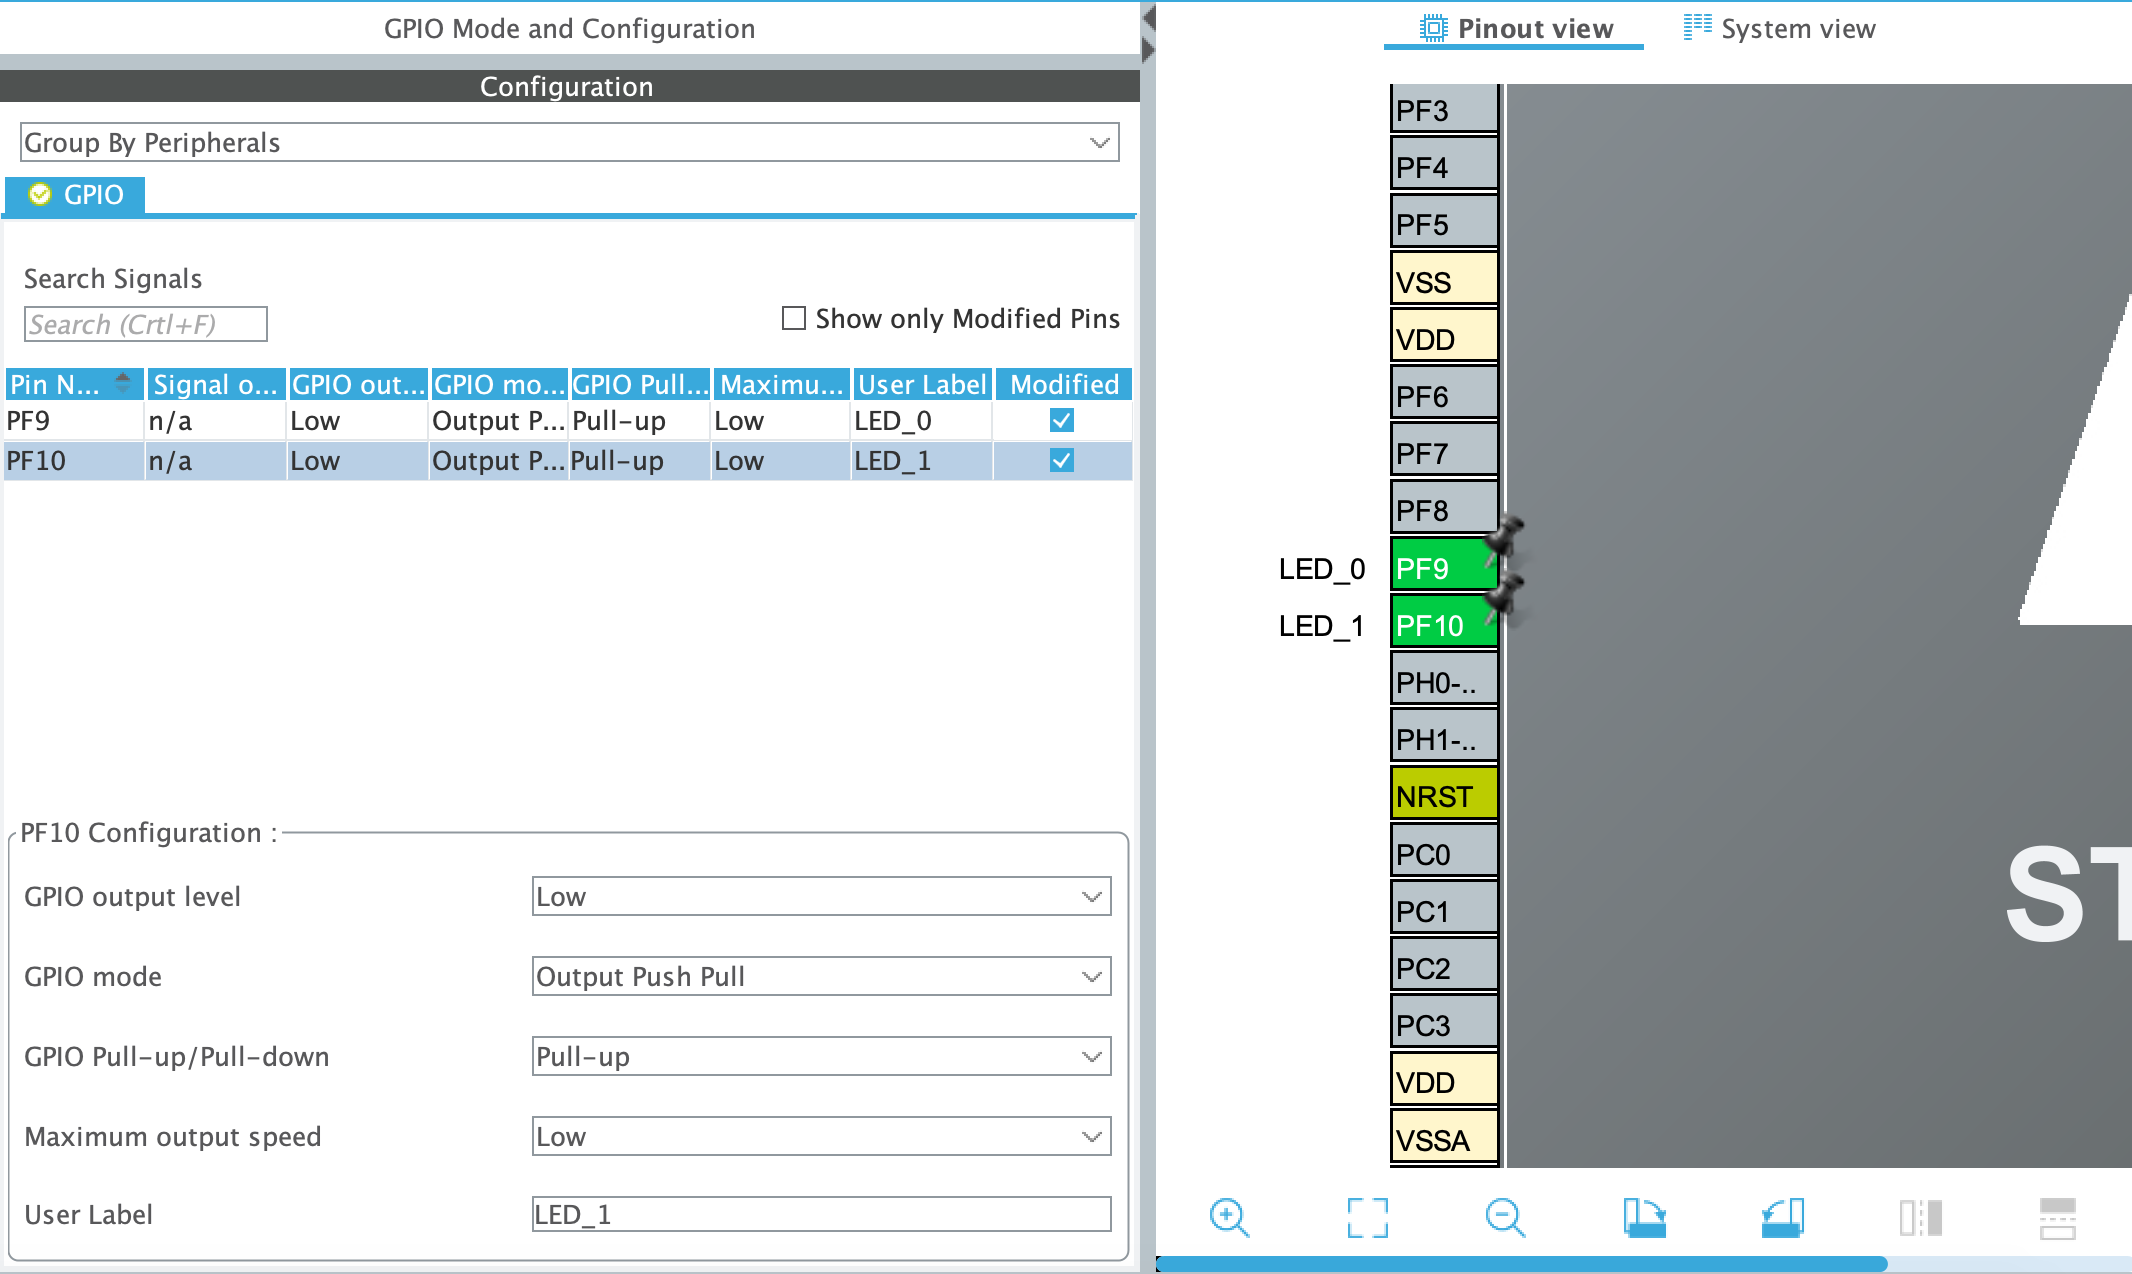 GPIO Mode and Configuration
Configuration
Group By Peripherals
GPIO
Search Signals
Search (Crtl+F)
Show only Modified Pins
Pin N... Signal o... GPIO out... GPIO mo... GPIO Pull... Maximu... User Label Modified
PF9 n/a Low Output P... Pull-up Low LED_0
PF10 n/a Low Output P... Pull-up Low LED_1
PF10 Configuration :
GPIO output level Low
GPIO mode Output Push Pull
GPIO Pull-up/Pull-down Pull-up
Maximum output speed Low
User Label LED_1
Pinout view System view
PF3
PF4
PF5
VSS
VDD
PF6
PF7
PF8
LED_0 PF9
LED_1 PF10
PH0-..
PH1-..
NRST
PC0
PC1
PC2
PC3
VDD
VSSA
ST